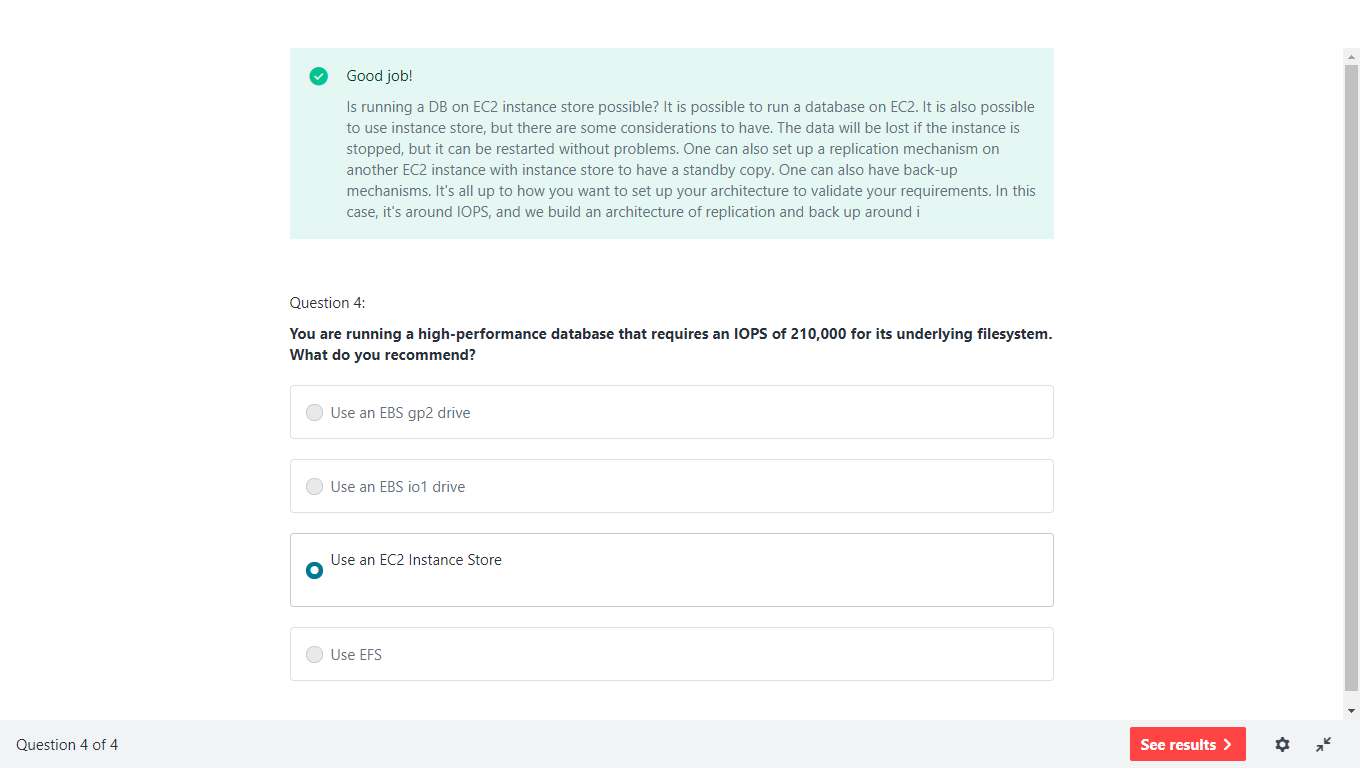 Good job!
Is running a DB on EC2 instance store possible? It is possible to run a database on EC2. It is also possible
to use instance store, but there are some considerations to have. The data will be lost if the instance is
stopped, but it can be restarted without problems. One can also set up a replication mechanism on
another EC2 instance with instance store to have a standby copy. One can also have back-up
mechanisms. It's all up to how you want to set up your architecture to validate your requirements. In this
case, it's around IOPS, and we build an architecture of replication and back up around i
Question 4:
You are running a high-performance database that requires an IOPS of 210,000 for its underlying filesystem.
What do you recommend?
Use an EBS gp2 drive
Use an EBS io1 drive
Use an EC2 Instance Store
Use EFS
Question 4 of 4
See results